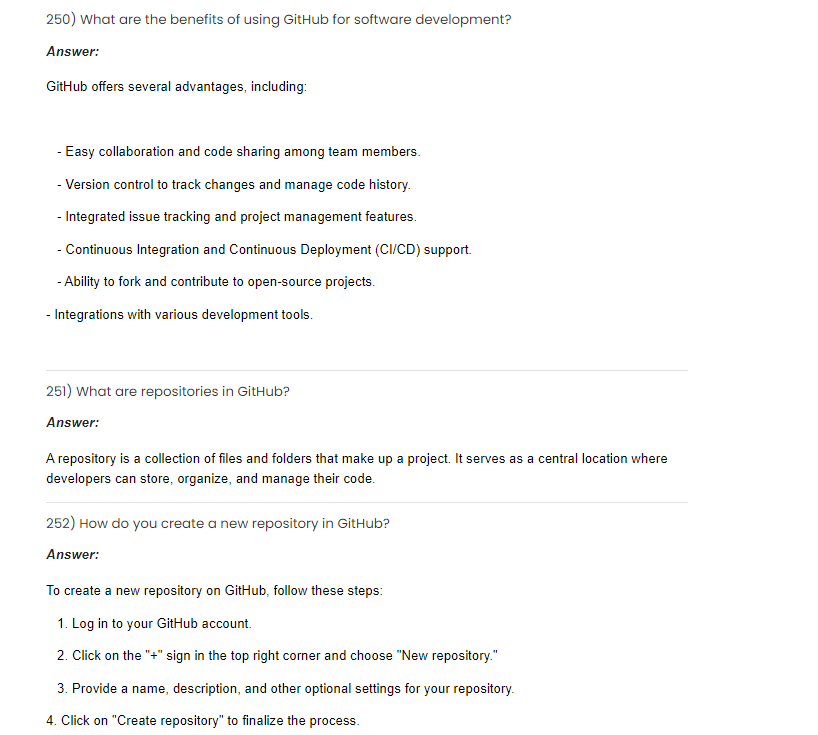 250) What are the benefits of using GitHub for software development?
Answer:
GitHub offers several advantages, including:
- Easy collaboration and code sharing among team members.
- Version control to track changes and manage code history.
- Integrated issue tracking and project management features.
- Continuous Integration and Continuous Deployment (CI/CD) support.
- Ability to fork and contribute to open-source projects.
- Integrations with various development tools.
251) What are repositories in GitHub?
Answer:
A repository is a collection of files and folders that make up a project. It serves as a central location where
developers can store, organize, and manage their code.
252) How do you create a new repository in GitHub?
Answer:
To create a new repository on GitHub, follow these steps:
1. Log in to your GitHub account.
2. Click on the "+" sign in the top right corner and choose "New repository."
3. Provide a name, description, and other optional settings for your repository.
4. Click on "Create repository" to finalize the process.